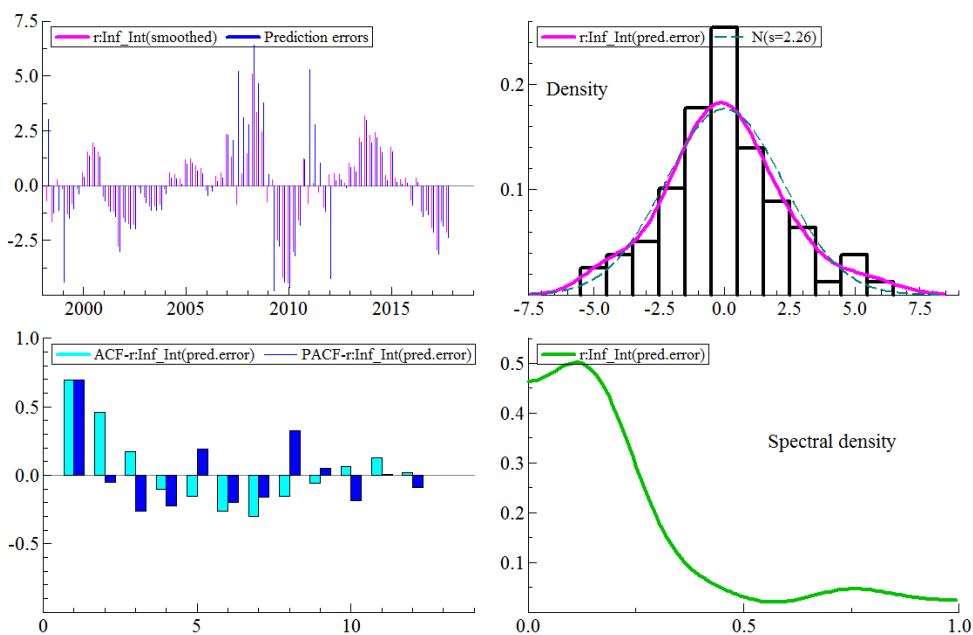 7.5
r:Inf_Int(smoothed) Prediction errors
5.0
2.5
0.0
-2.5
2000 2005 2010 2015
r:Inf_Int(pred.error) N(s=2.26)
0.2
Density
0.1
-7.5 -5.0 -2.5 0.0 2.5 5.0 7.5
1.0
ACF-r:Inf_Int(pred.error) PACF-r:Inf_Int(pred.error)
0.5
0.0
-0.5
0 5 10
0.5
r:Inf_Int(pred.error)
0.4
Spectral density
0.3
0.2
0.1
0.0 0.5 1.0